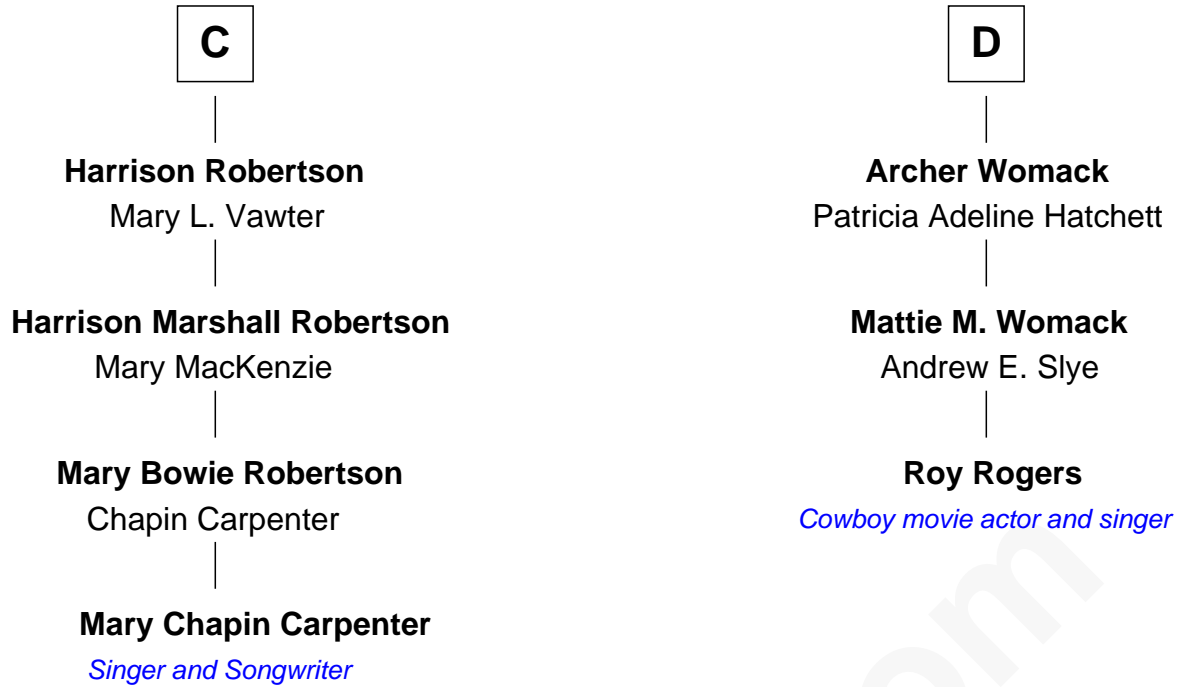 C
Harrison Robertson
Mary L. Vawter
Harrison Marshall Robertson
Mary MacKenzie
Mary Bowie Robertson
Chapin Carpenter
Mary Chapin Carpenter
Singer and Songwriter
D
Archer Womack
Patricia Adeline Hatchett
Mattie M. Womack
Andrew E. Slye
Roy Rogers
Cowboy movie actor and singer
om